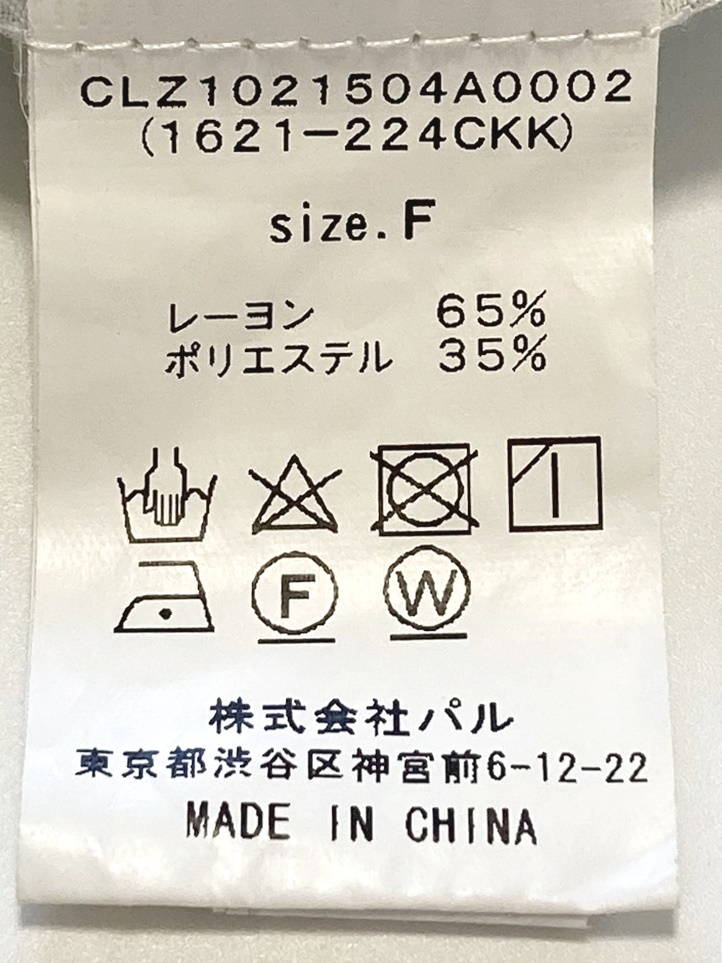 CLZ1021504A0002
(1621-224CKK)
size.F
レーヨン 65%
ポリエステル 35%
F W
株式会社パル
東京都渋谷区神宮前6-12-22
MADE IN CHINA